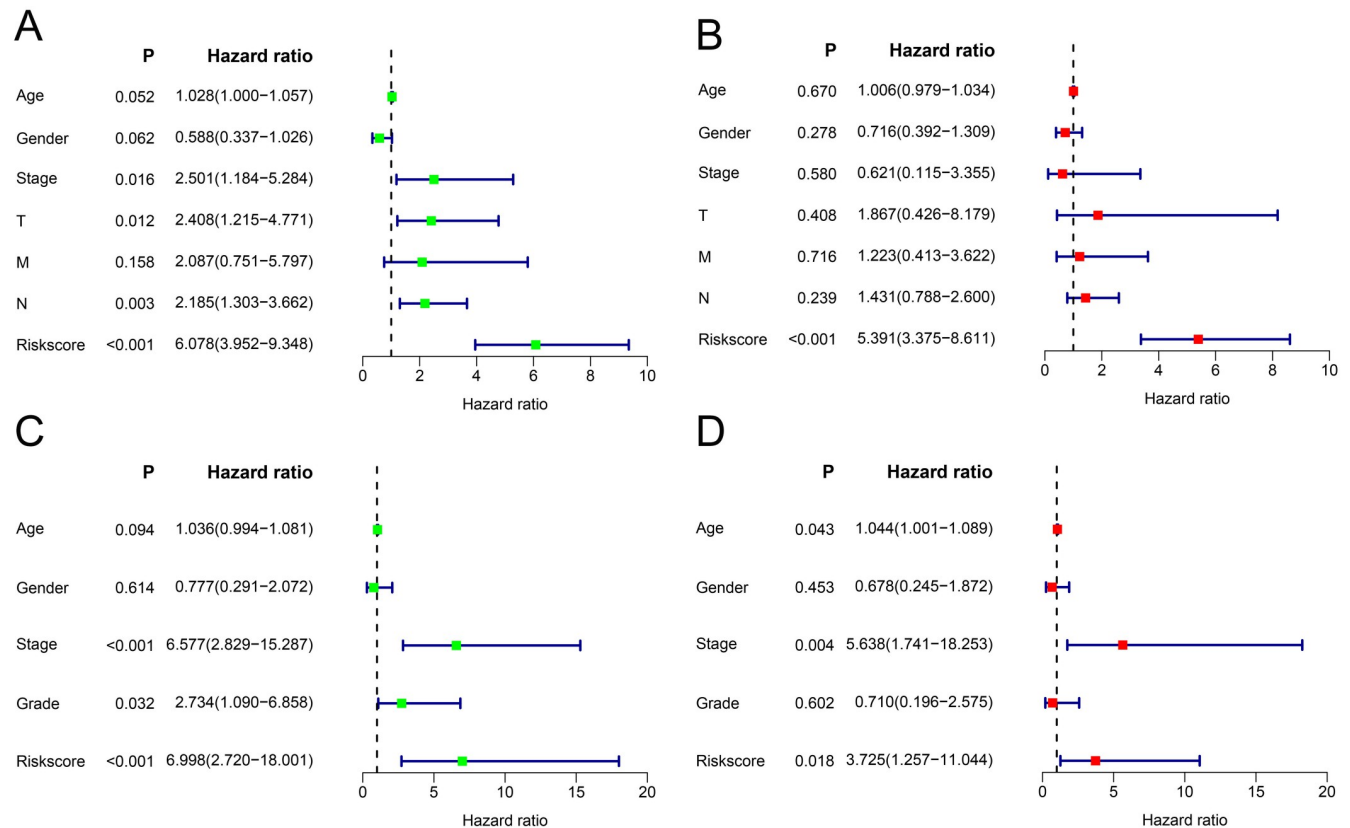 A
P Hazard ratio
Age 0.052 1.028(1.000−1.057)
Gender 0.062 0.588(0.337−1.026)
Stage 0.016 2.501(1.184−5.284)
T 0.012 2.408(1.215−4.771)
M 0.158 2.087(0.751−5.797)
N 0.003 2.185(1.303−3.662)
Riskscore <0.001 6.078(3.952−9.348)
0 2 4 6 8 10
Hazard ratio
B
P Hazard ratio
Age 0.670 1.006(0.979−1.034)
Gender 0.278 0.716(0.392−1.309)
Stage 0.580 0.621(0.115−3.355)
T 0.408 1.867(0.426−8.179)
M 0.716 1.223(0.413−3.622)
N 0.239 1.431(0.788−2.600)
Riskscore <0.001 5.391(3.375−8.611)
0 2 4 6 8 10
Hazard ratio
C
P Hazard ratio
Age 0.094 1.036(0.994−1.081)
Gender 0.614 0.777(0.291−2.072)
Stage <0.001 6.577(2.829−15.287)
Grade 0.032 2.734(1.090−6.858)
Riskscore <0.001 6.998(2.720−18.001)
0 5 10 15 20
Hazard ratio
D
P Hazard ratio
Age 0.043 1.044(1.001−1.089)
Gender 0.453 0.678(0.245−1.872)
Stage 0.004 5.638(1.741−18.253)
Grade 0.602 0.710(0.196−2.575)
Riskscore 0.018 3.725(1.257−11.044)
0 5 10 15 20
Hazard ratio